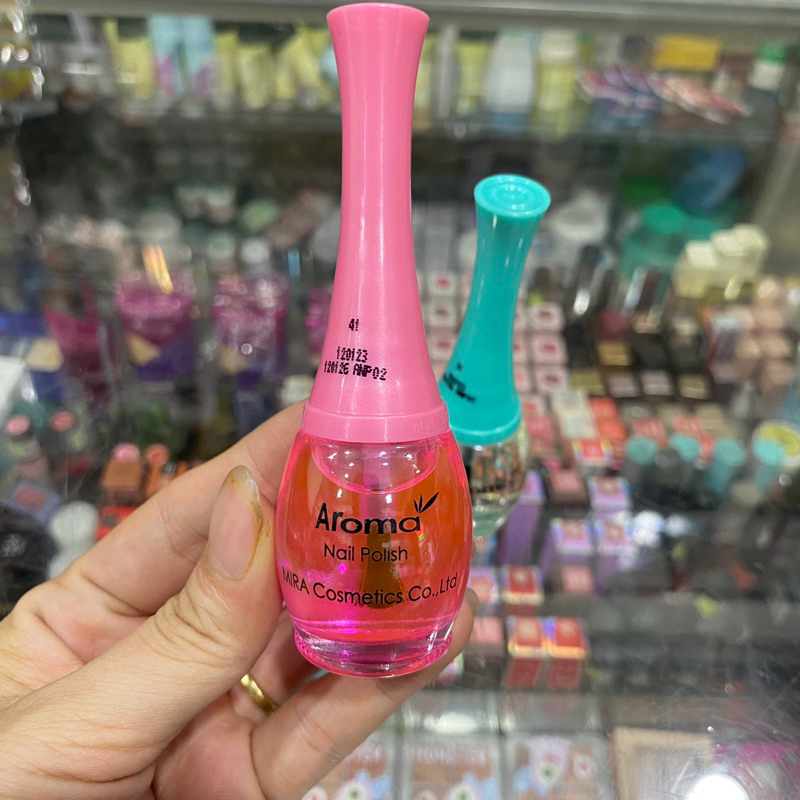 41
120123
120126 ANP02
Aroma
Nail Polish
MIRA Cosmetics Co.,Ltd